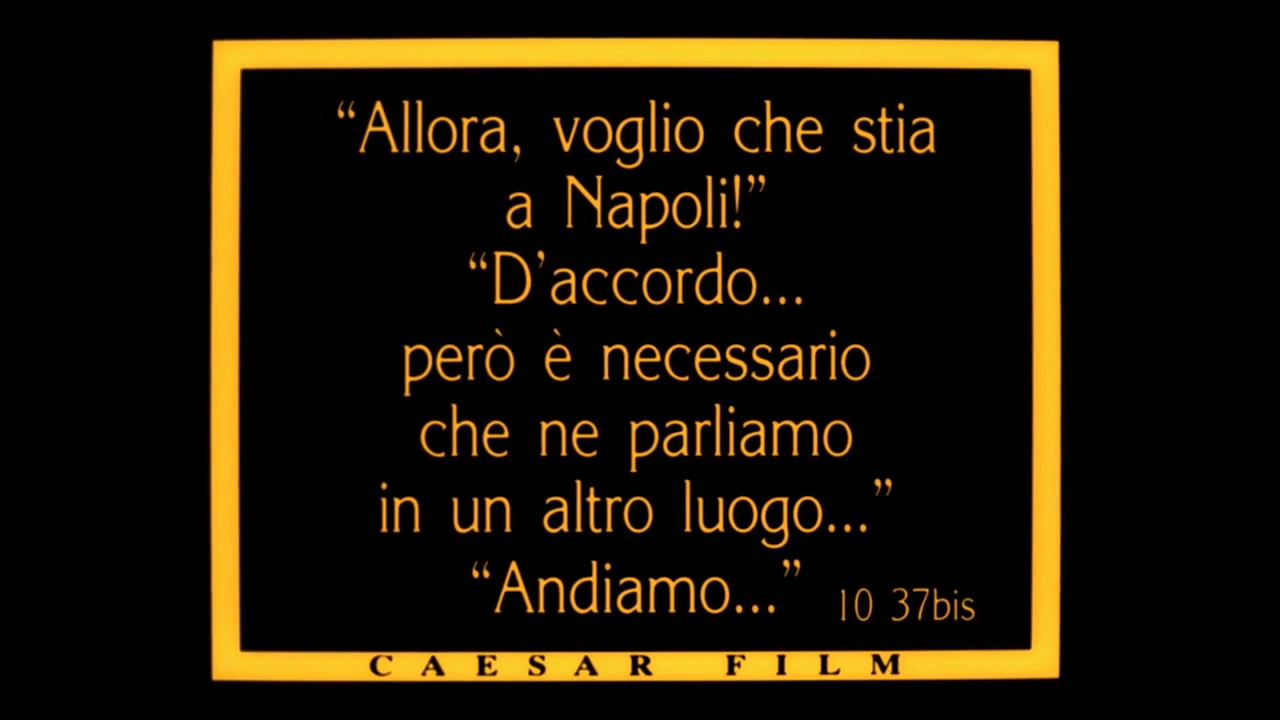 “Allora, voglio che stia
a Napoli!”
“D’accordo...
però è necessario
che ne parliamo
in un altro luogo...”
“Andiamo...” 10 37bis
CAESAR FILM